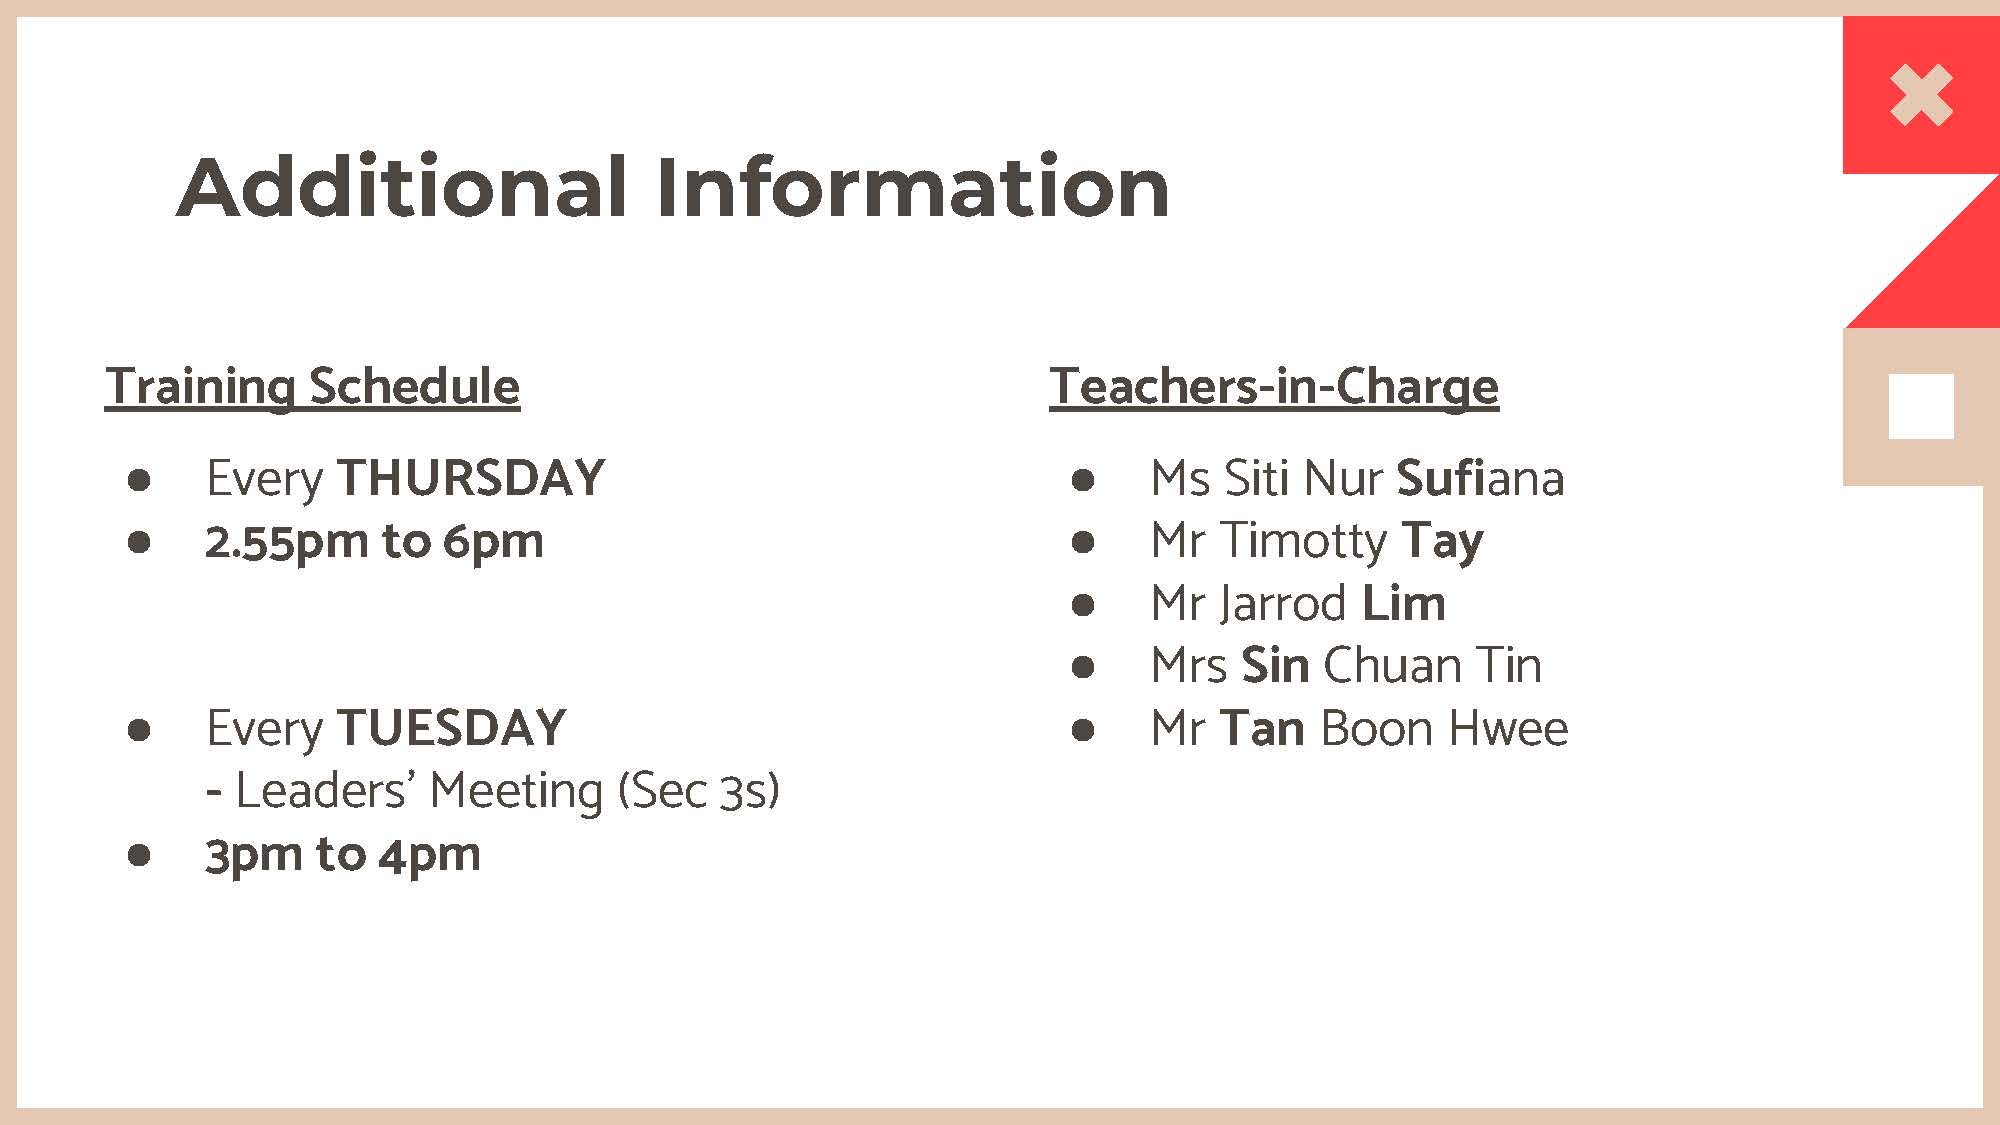 Additional Information
Training Schedule
● Every THURSDAY
● 2.55pm to 6pm
● Every TUESDAY
- Leaders’ Meeting (Sec 3s)
● 3pm to 4pm
Teachers-in-Charge
● Ms Siti Nur Sufiana
● Mr Timotty Tay
● Mr Jarrod Lim
● Mrs Sin Chuan Tin
● Mr Tan Boon Hwee